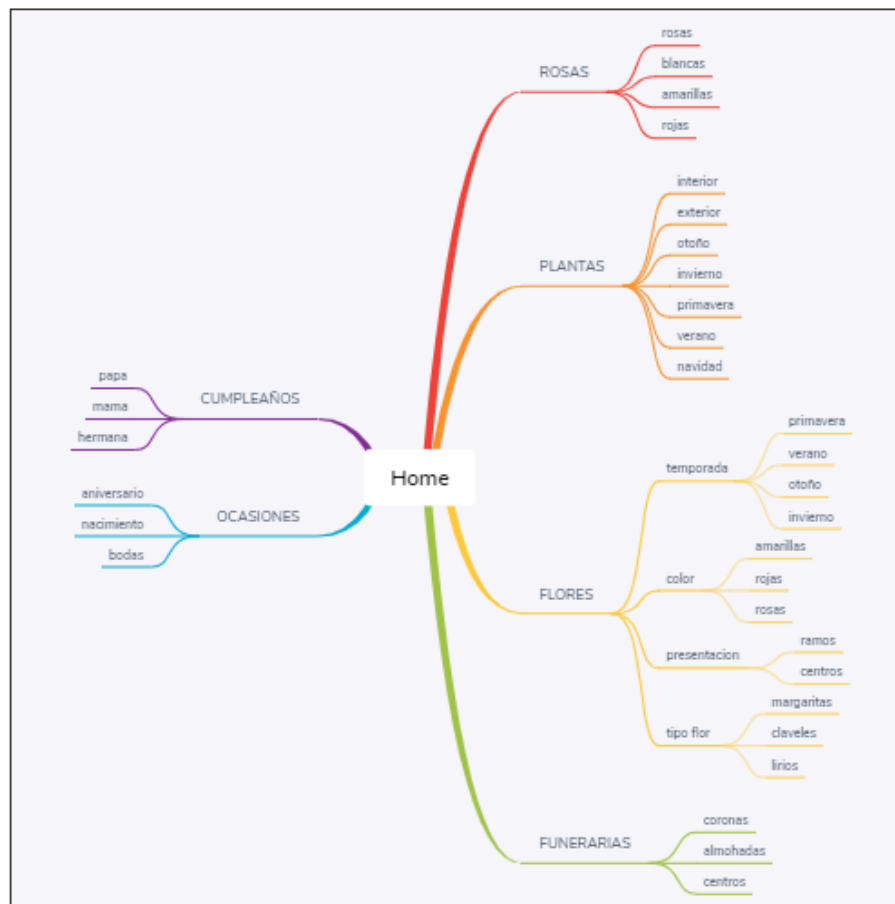 Home
ROSAS
rosas
blancas
amarillas
rojas
PLANTAS
interior
exterior
otoño
invierno
primavera
verano
navidad
FLORES
temporada
primavera
verano
otoño
invierno
color
amarillas
rojas
rosas
presentacion
ramos
centros
tipo flor
margaritas
claveles
lirios
FUNERARIAS
coronas
almohadas
centros
CUMPLEAÑOS
papa
mama
hermana
OCASIONES
aniversario
nacimiento
bodas